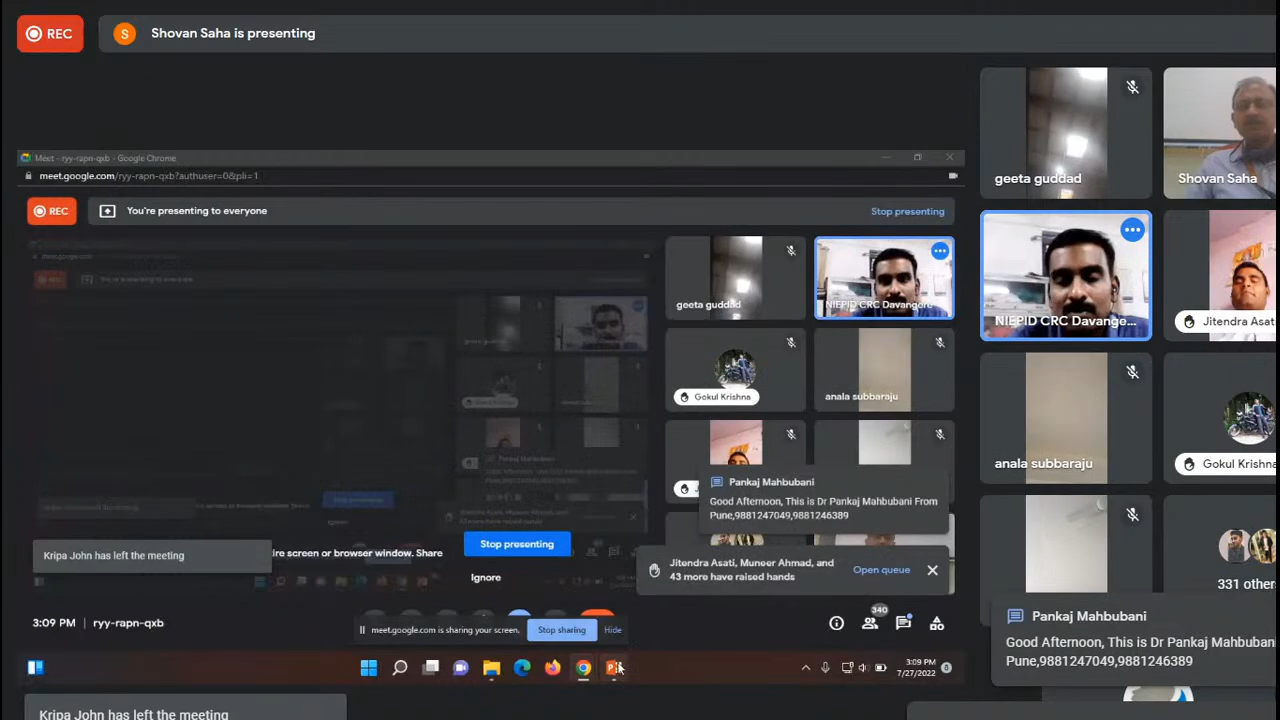 REC
S
Shovan Saha is presenting
geeta guddad
Shovan Saha
NIEPID CRC Davange...
Jitendra Asati
anala subbaraju
Gokul Krishna
331 others
Pankaj Mahbubani
Good Afternoon, This is Dr Pankaj Mahbubani
Pune,9881247049,9881246389
Kripa John has left the meeting
Meet - ryy-rapn-qxb - Google Chrome
meet.google.com/ryy-rapn-qxb?authuser=0&pli=1
REC
You're presenting to everyone
Stop presenting
geeta guddad
NIEPID CRC Davangere
Gokul Krishna
anala subbaraju
Pankaj Mahbubani
Good Afternoon, This is Dr Pankaj Mahbubani From
Pune,9881247049,9881246389
Kripa John has left the meeting
ire screen or browser window. Share
Stop presenting
Ignore
Jitendra Asati, Muneer Ahmad, and
43 more have raised hands
Open queue
3:09 PM
ryy-rapn-qxb
340
meet.google.com is sharing your screen.
Stop sharing
Hide
3:09 PM
7/27/2022
8